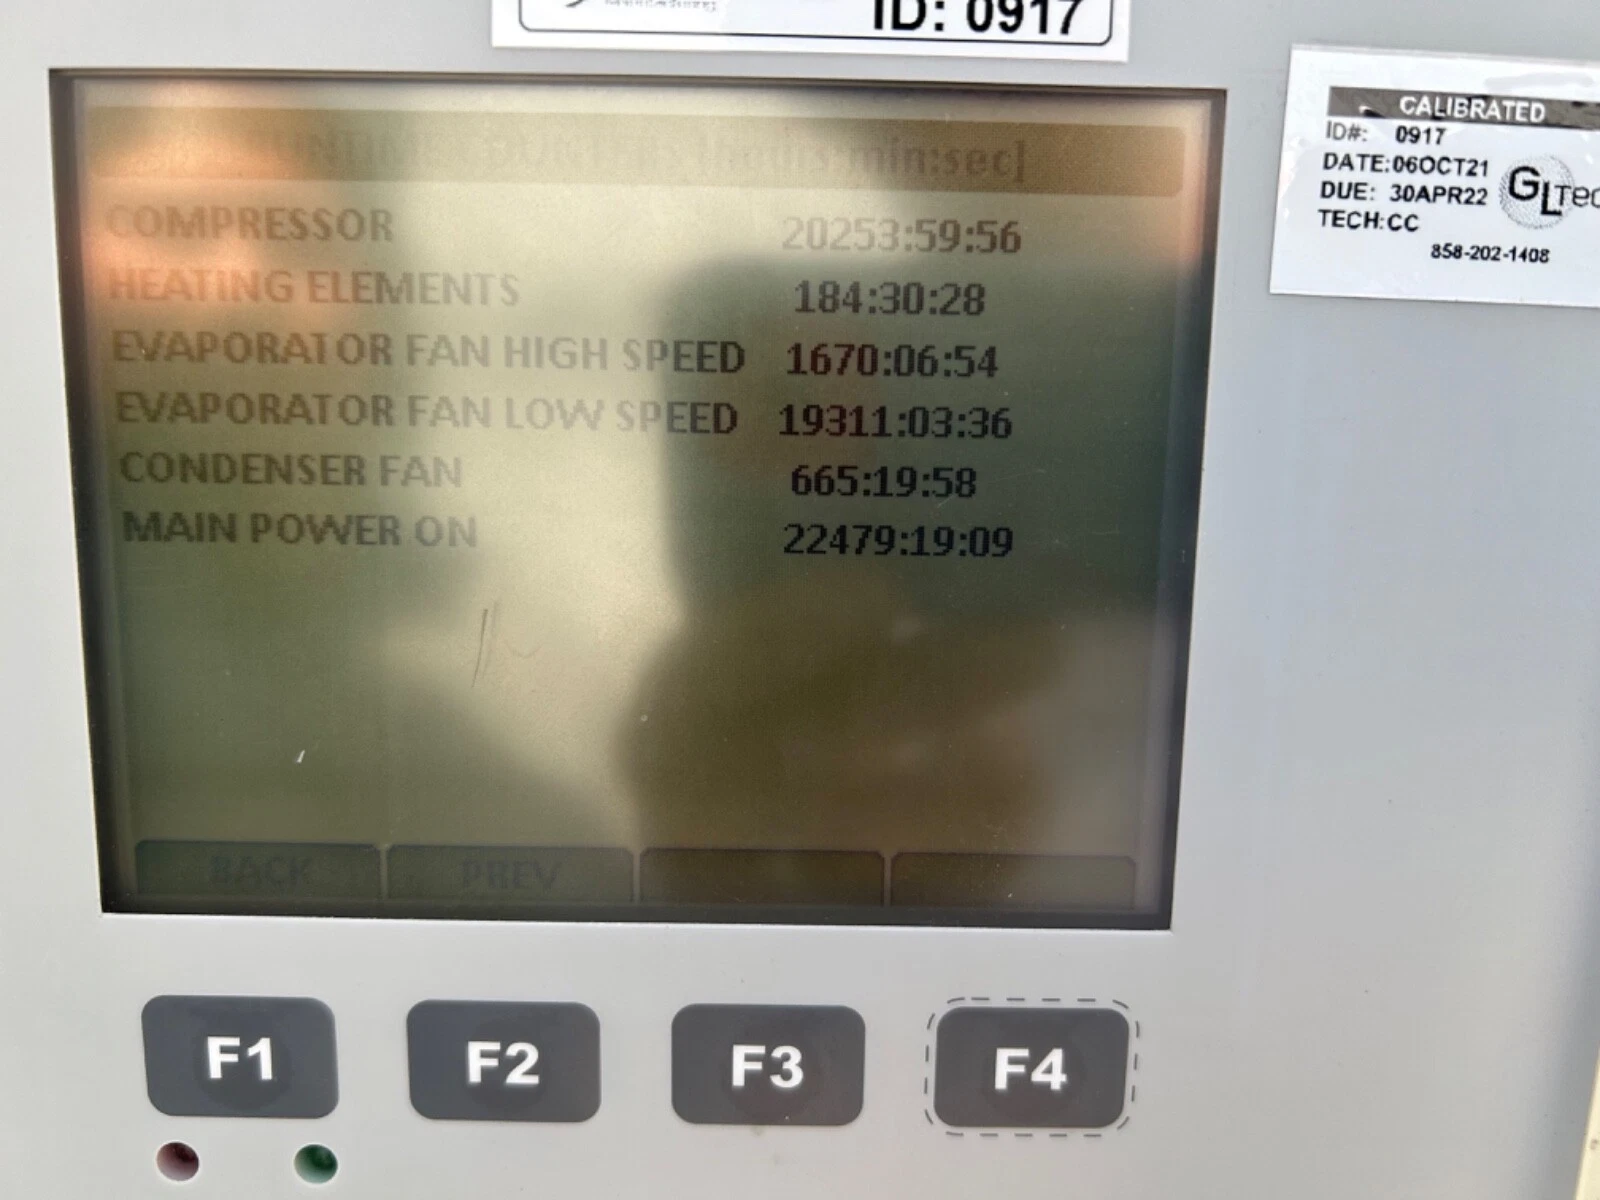 ID: 0917
CALIBRATED
ID#: 0917
DATE:06OCT21
DUE: 30APR22
TECH:CC
GLTec
858-202-1408
min:sec]
COMPRESSOR 20253:59:56
HEATING ELEMENTS 184:30:28
EVAPORATOR FAN HIGH SPEED 1670:06:54
EVAPORATOR FAN LOW SPEED 19311:03:36
CONDENSER FAN 665:19:58
MAIN POWER ON 22479:19:09
BACK PREV
F1 F2 F3 F4